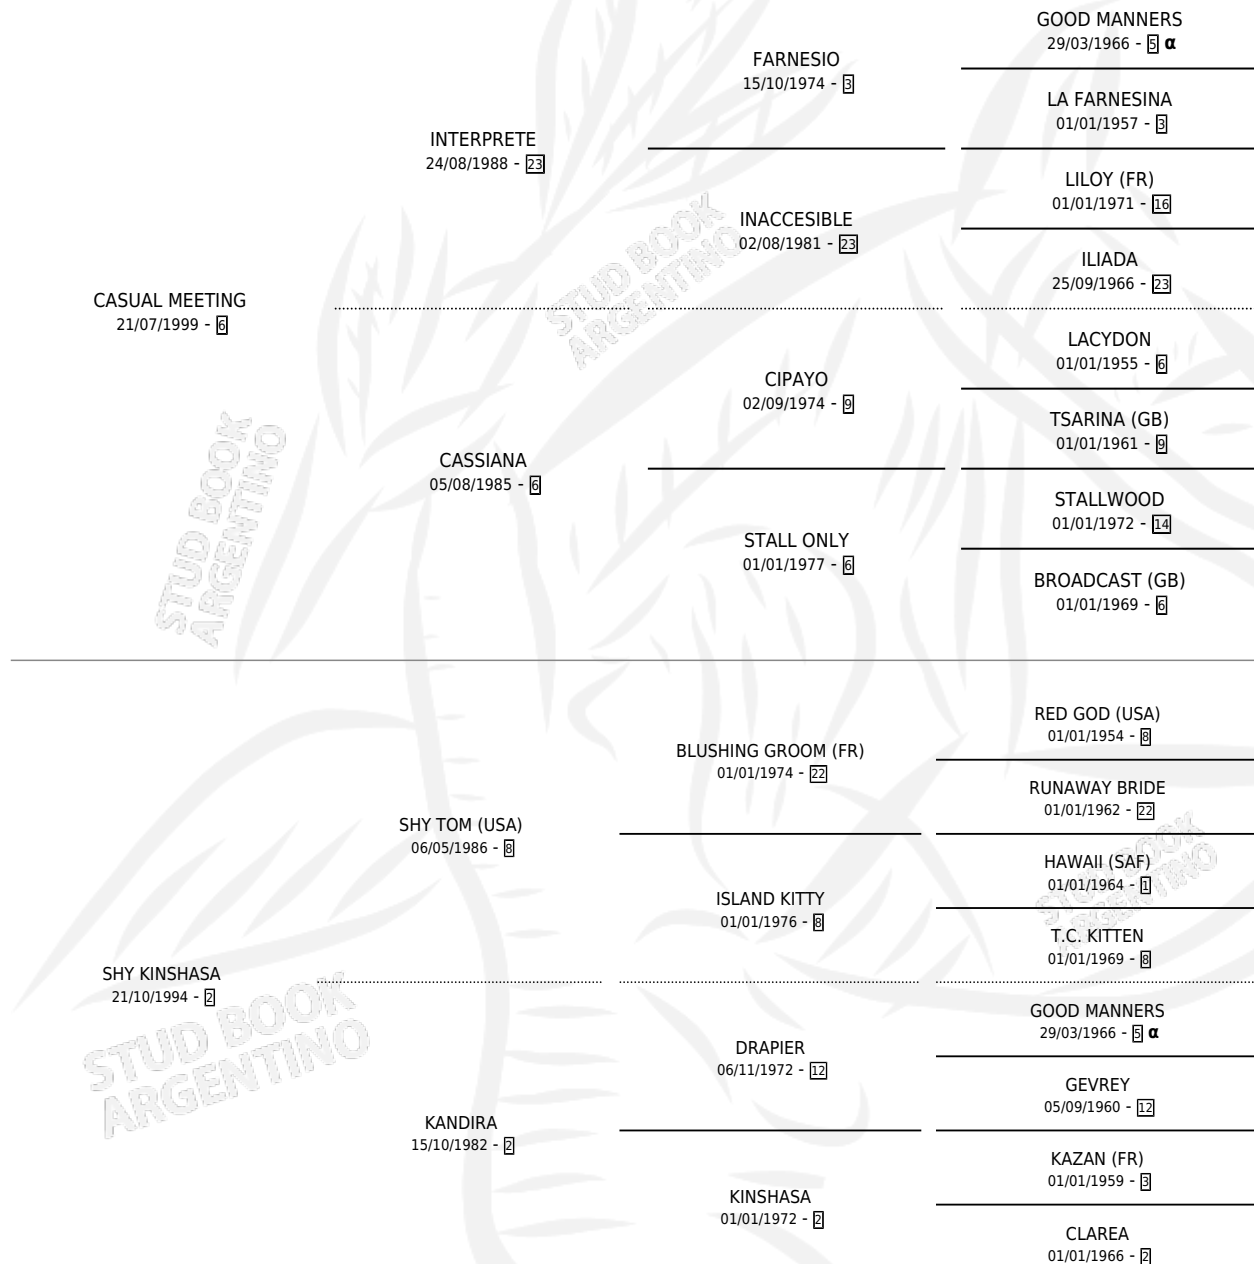 GOOD MANNERS
29/03/1966 - 5 α
FARNESIO
15/10/1974 - 3
LA FARNESINA
01/01/1957 - 3
INTERPRETE
24/08/1988 - 23
LILOY (FR)
01/01/1971 - 16
INACCESIBLE
02/08/1981 - 23
ILIADA
25/09/1966 - 23
CASUAL MEETING
21/07/1999 - 6
LACYDON
01/01/1955 - 6
CIPAYO
02/09/1974 - 9
TSARINA (GB)
01/01/1961 - 9
CASSIANA
05/08/1985 - 6
STALLWOOD
01/01/1972 - 14
STALL ONLY
01/01/1977 - 6
BROADCAST (GB)
01/01/1969 - 6
RED GOD (USA)
01/01/1954 - 8
BLUSHING GROOM (FR)
01/01/1974 - 22
RUNAWAY BRIDE
01/01/1962 - 22
SHY TOM (USA)
06/05/1986 - 8
HAWAII (SAF)
01/01/1964 - 1
ISLAND KITTY
01/01/1976 - 8
T.C. KITTEN
01/01/1969 - 8
SHY KINSHASA
21/10/1994 - 2
GOOD MANNERS
29/03/1966 - 5 α
DRAPIER
06/11/1972 - 12
GEVREY
05/09/1960 - 12
KANDIRA
15/10/1982 - 2
KAZAN (FR)
01/01/1959 - 3
KINSHASA
01/01/1972 - 2
CLAREA
01/01/1966 - 2
STUD BOOK
ARGENTINO
STUD BOOK
ARGENTINO
STUD BOOK
ARGENTINO
STUD BOOK
ARGENTINO